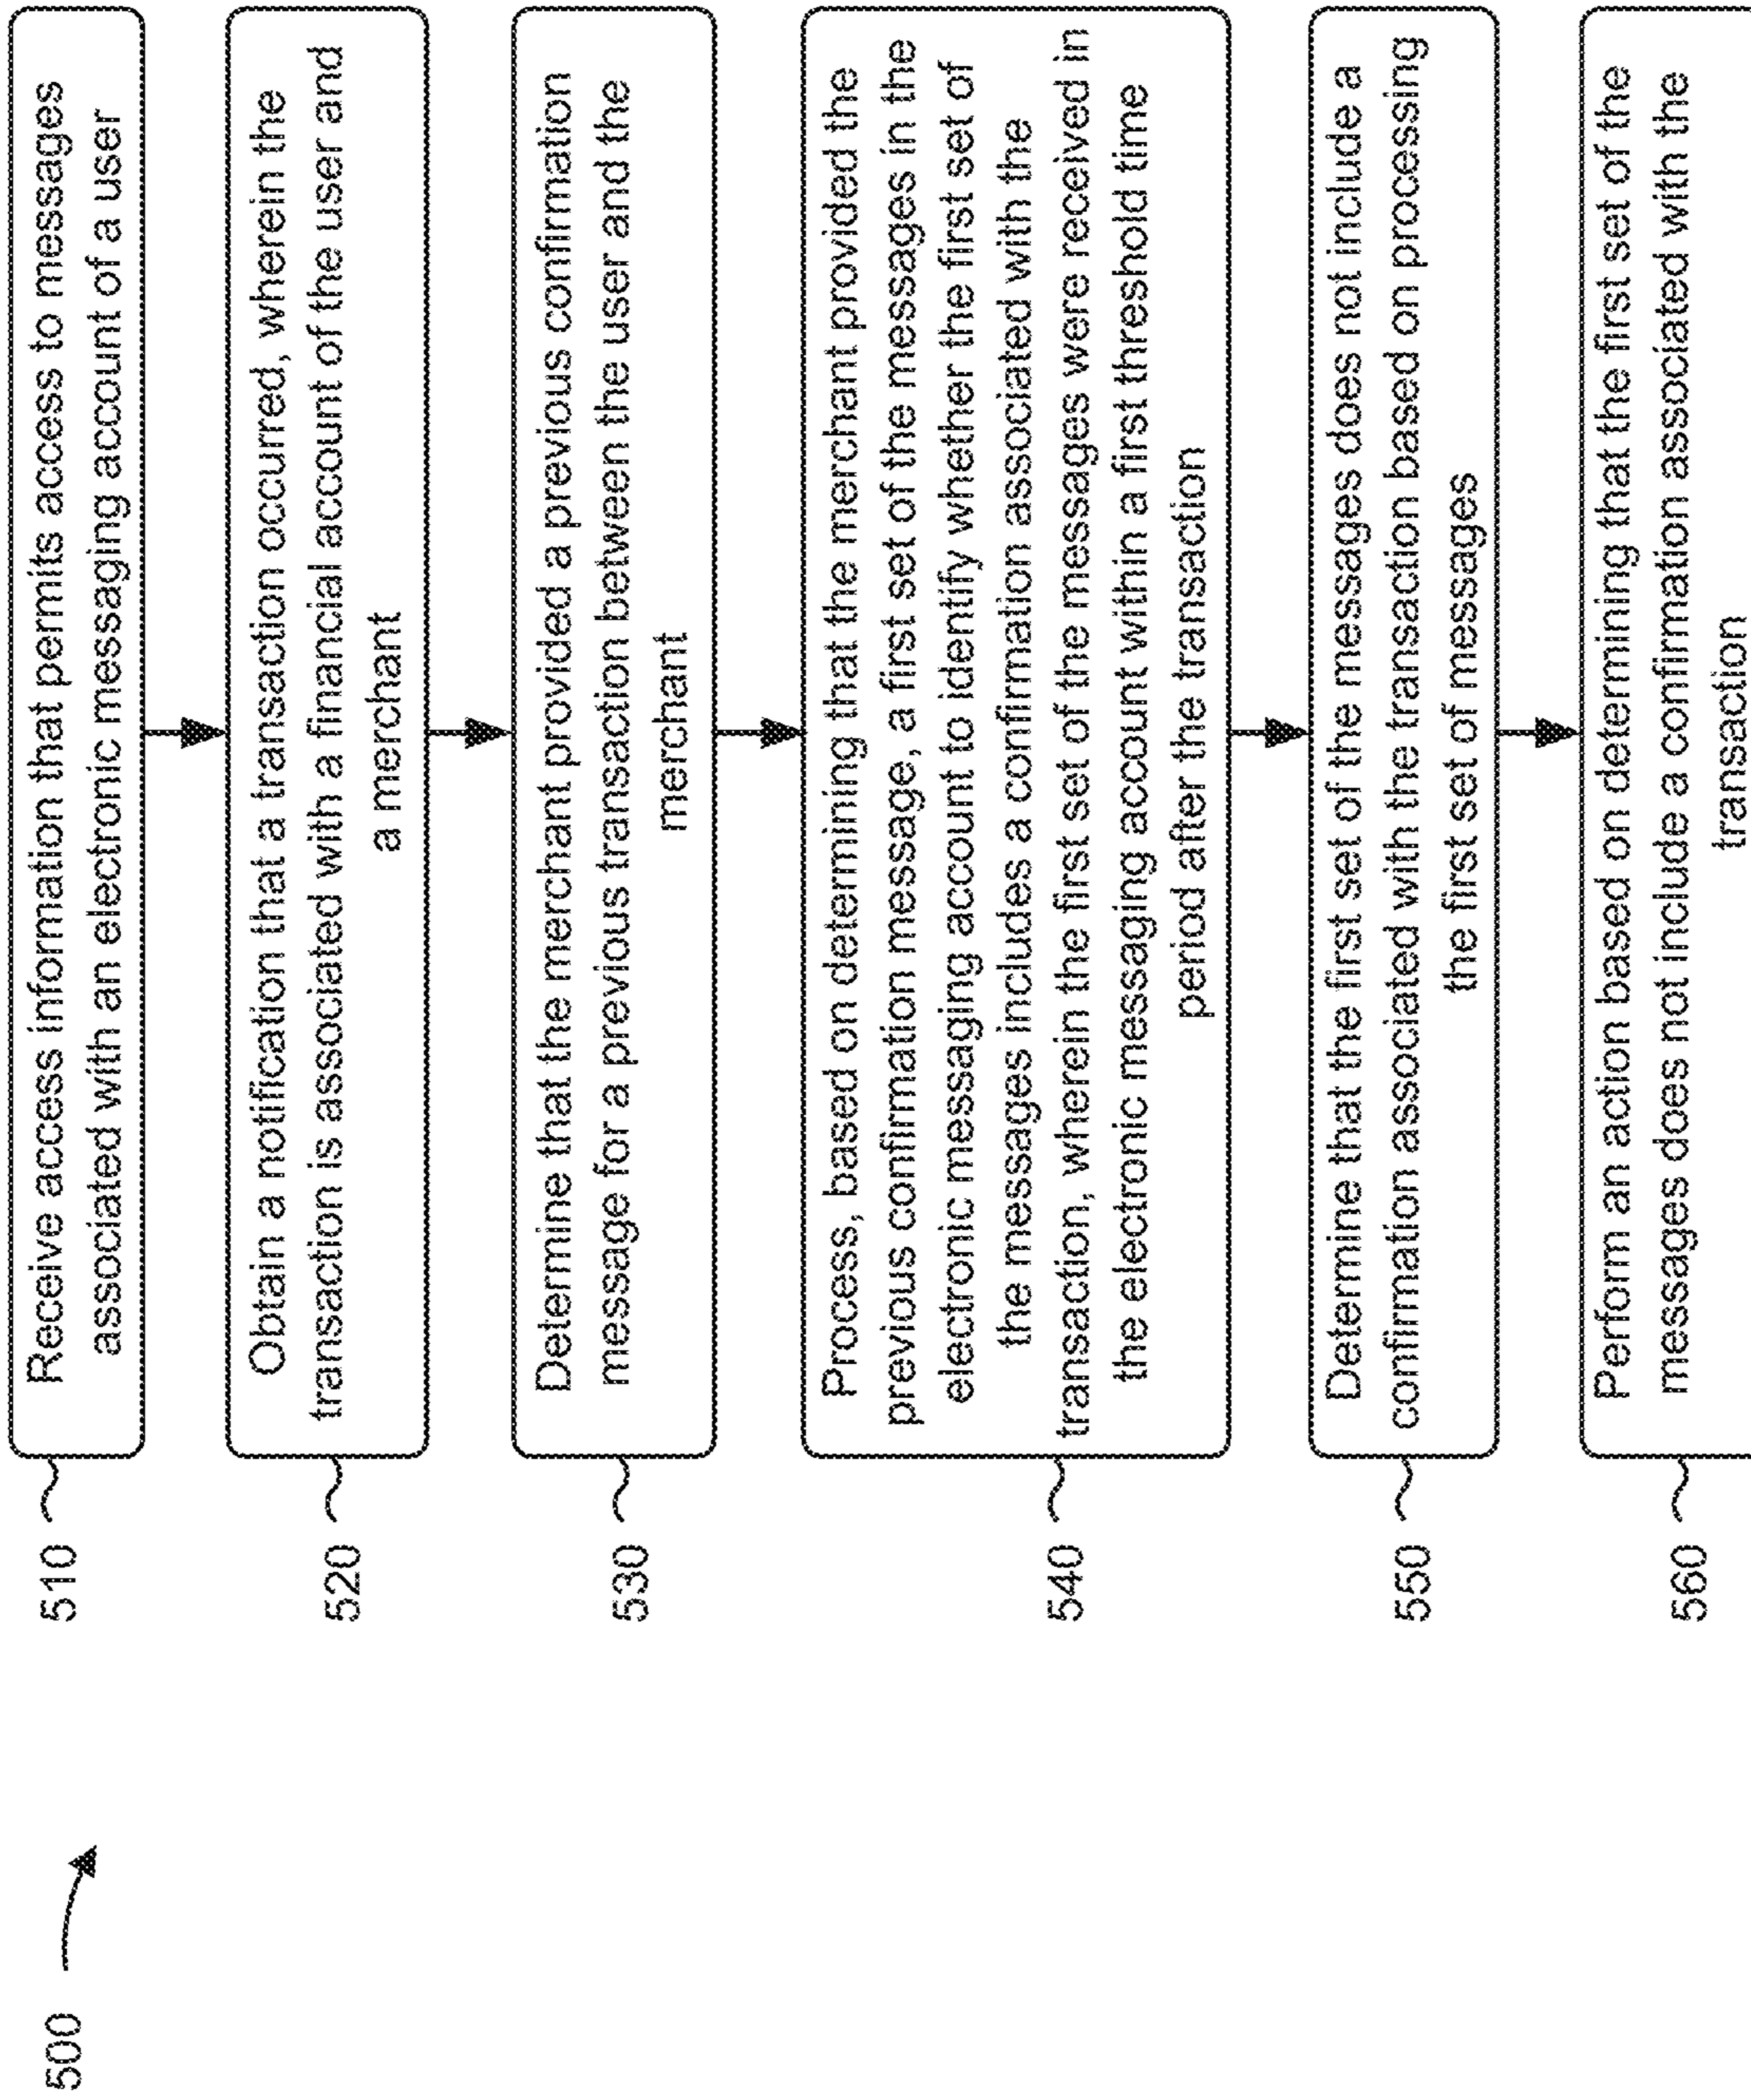 500
510
Receive access information that permits access to messages
associated with an electronic messaging account of a user
520
Obtain a notification that a transaction occurred, wherein the
transaction is associated with a financial account of the user and
a merchant
530
Determine that the merchant provided a previous confirmation
message for a previous transaction between the user and the
merchant
540
Process, based on determining that the merchant provided the
previous confirmation message, a first set of the messages in the
electronic messaging account to identify whether the first set of
the messages includes a confirmation associated with the
transaction, wherein the first set of the messages were received in
the electronic messaging account within a first threshold time
period after the transaction
550
Determine that the first set of the messages does not include a
confirmation associated with the transaction based on processing
the first set of messages
560
Perform an action based on determining that the first set of the
messages does not include a confirmation associated with the
transaction